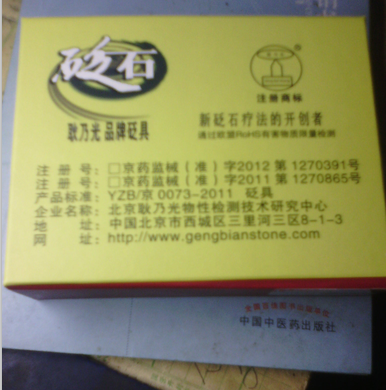 砭石
注册商标
耿乃光 品牌砭具
新砭石疗法的开创者
通过欧盟RoHS有害物质限量检测
注 册 号：□京药监械（准）字2012 第 1270391号
注 册 号：□京药监械（准）字2011 第 1270865号
产品标准：YZB/京 0073-2011 砭具
企业名称：北京耿乃光物性检测技术研究中心
地 址：中国北京市西城区三里河三区8-1-3
网 址：http://www.gengbianstone.com
中国中医药出版社